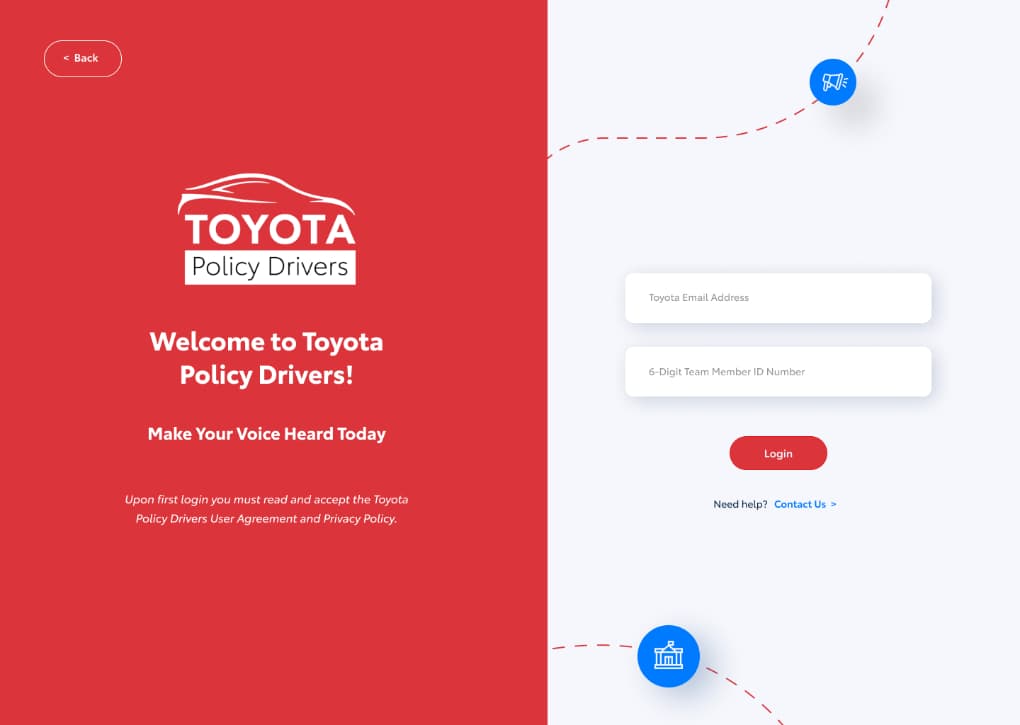 < Back
TOYOTA
Policy Drivers
Welcome to Toyota
Policy Drivers!
Make Your Voice Heard Today
Upon first login you must read and accept the Toyota
Policy Drivers User Agreement and Privacy Policy.
Toyota Email Address
6-Digit Team Member ID Number
Login
Need help? Contact Us >